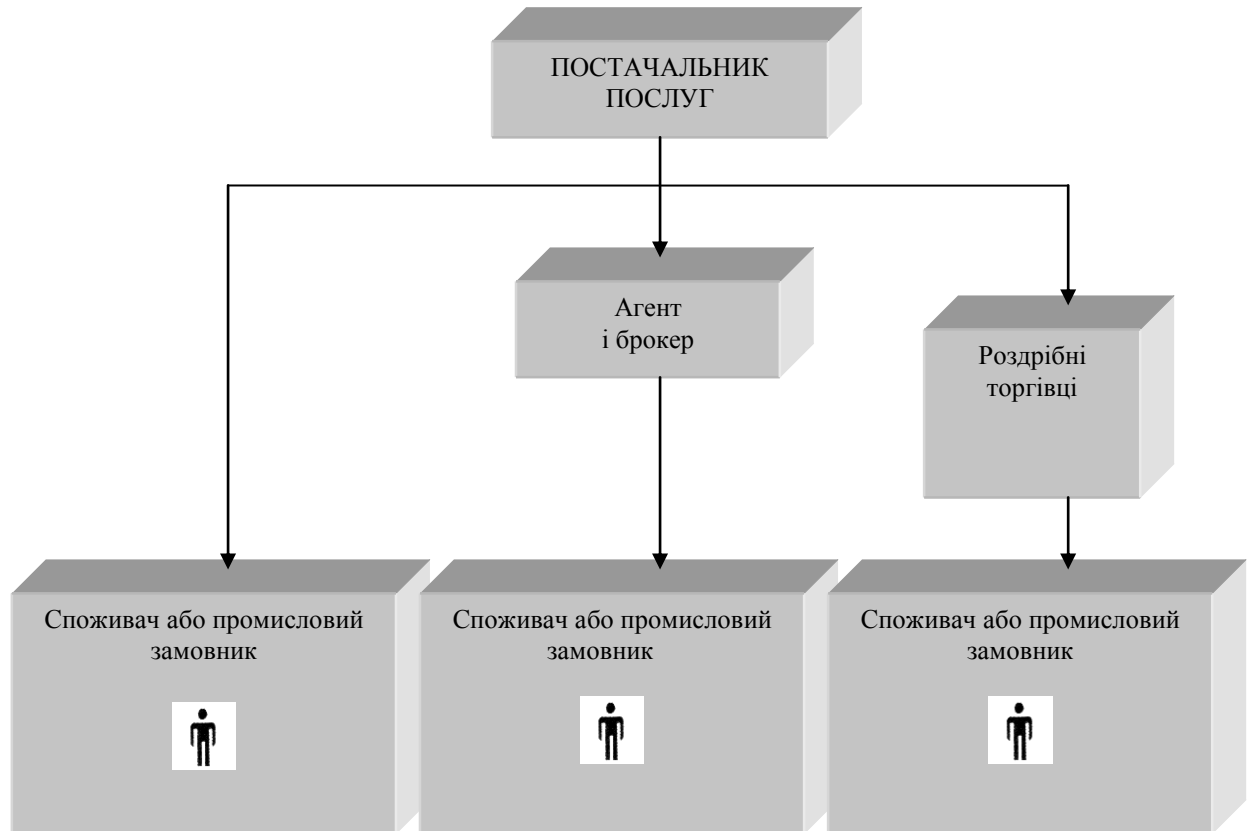 ПОСТАЧАЛЬНИК
ПОСЛУГ
Агент
і брокер
Роздрібні
торгівці
Споживач або промисловий
замовник
Споживач або промисловий
замовник
Споживач або промисловий
замовник